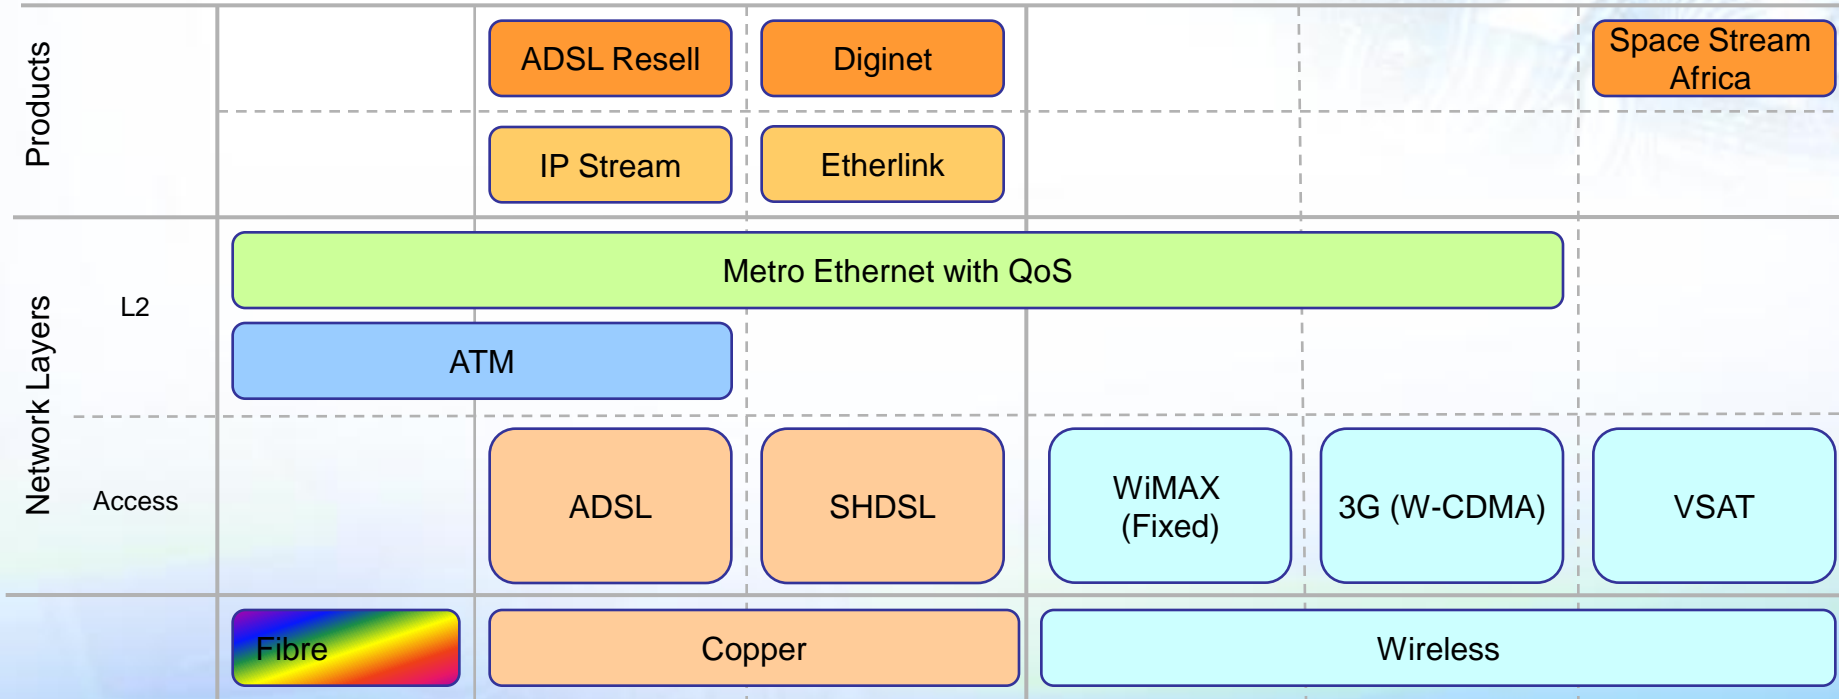 Products
ADSL Resell
Diginet
Space Stream
Africa
IP Stream
Etherlink
Network Layers
L2
Metro Ethernet with QoS
ATM
Access
ADSL
SHDSL
WiMAX
(Fixed)
3G (W-CDMA)
VSAT
Fibre
Copper
Wireless